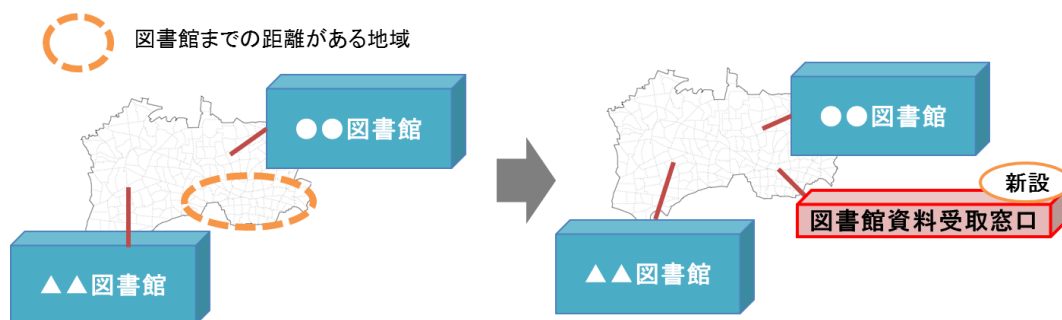 図書館までの距離がある地域
●●図書館
▲▲図書館
●●図書館
新設
図書館資料受取窓口
▲▲図書館